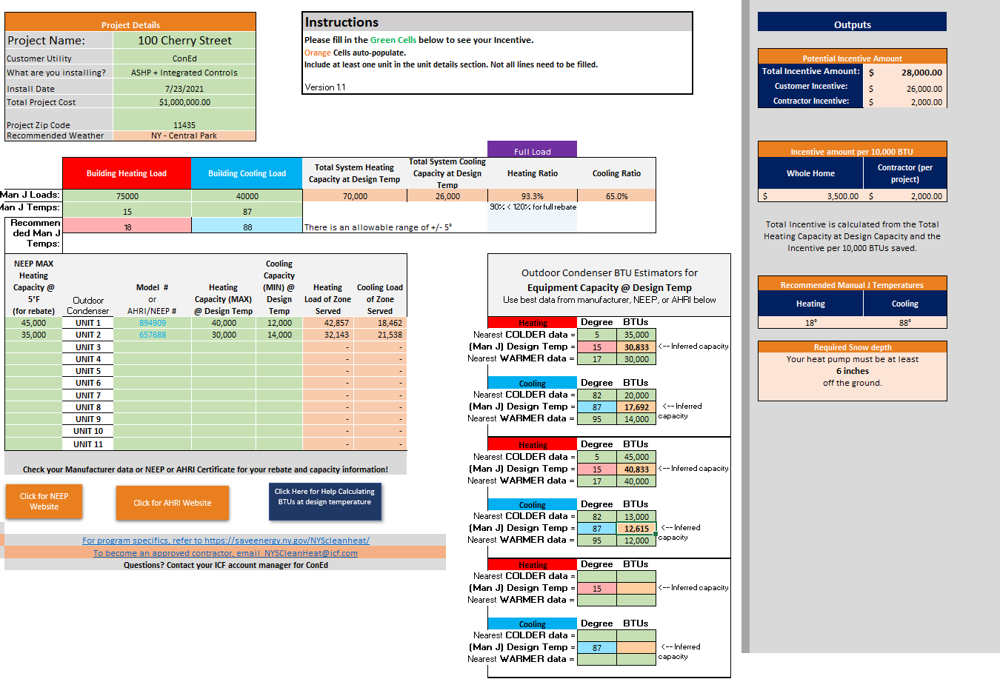 Project Details
Project Name: 100 Cherry Street
Customer Utility ConEd
What are you installing? ASHP + Integrated Controls
Install Date 7/23/2021
Total Project Cost $1,000,000.00
Project Zip Code 11435
Recommended Weather NY - Central Park
Instructions
Please fill in the Green Cells below to see your Incentive.
Orange Cells auto-populate.
Include at least one unit in the unit details section. Not all lines need to be filled.
Version 1.1
Outputs
Potential Incentive Amount
Total Incentive Amount: $ 28,000.00
Customer Incentive: $ 26,000.00
Contractor Incentive: $ 2,000.00
Incentive amount per 10,000 BTU
Whole Home Contractor (per project)
$ 3,500.00 $ 2,000.00
Total Incentive is calculated from the Total
Heating Capacity at Design Capacity and the
Incentive per 10,000 BTUs saved.
Recommended Manual J Temperatures
Heating Cooling
18° 88°
Required Snow depth
Your heat pump must be at least
6 inches
off the ground.
Full Load
Building Heating Load Building Cooling Load Total System Heating Capacity at Design Temp Total System Cooling Capacity at Design Temp Heating Ratio Cooling Ratio
Man J Loads: 75000 40000 70,000 26,000 93.3% 65.0%
Man J Temps: 15 87 90% < 120% for full rebate
Recommen
ded Man J
Temps: 18 88 There is an allowable range of +/- 5°
NEEP MAX Heating Capacity @ 5°F (for rebate) Outdoor Condenser Model # or AHRI/NEEP # Heating Capacity (MAX) @ Design Temp Cooling Capacity (MIN) @ Design Temp Heating Load of Zone Served Cooling Load of Zone Served
45,000 UNIT 1 894909 40,000 12,000 42,857 18,462
35,000 UNIT 2 657688 30,000 14,000 32,143 21,538
UNIT 3 - -
UNIT 4 - -
UNIT 5 - -
UNIT 6 - -
UNIT 7 - -
UNIT 8 - -
UNIT 9 - -
UNIT 10 - -
UNIT 11 - -
Check your Manufacturer data or NEEP or AHRI Certificate for your rebate and capacity information!
Click for NEEP
Website
Click for AHRI Website
Click Here for Help Calculating
BTUs at design temperature
For program specifics, refer to https://saveenergy.ny.gov/NYScleanheat/
To become an approved contractor, email NYSCleanHeat@icf.com
Questions? Contact your ICF account manager for ConEd
Outdoor Condenser BTU Estimators for
Equipment Capacity @ Design Temp
Use best data from manufacturer, NEEP, or AHRI below
Heating Degree BTUs
Nearest COLDER data = 5 35,000
(Man J) Design Temp = 15 30,833 <-- Inferred capacity
Nearest WARMER data = 17 30,000
Cooling Degree BTUs
Nearest COLDER data = 82 20,000
(Man J) Design Temp = 87 17,692 <-- Inferred
Nearest WARMER data = 95 14,000 capacity
Heating Degree BTUs
Nearest COLDER data = 5 45,000
(Man J) Design Temp = 15 40,833 <-- Inferred capacity
Nearest WARMER data = 17 40,000
Cooling Degree BTUs
Nearest COLDER data = 82 13,000
(Man J) Design Temp = 87 12,615 <-- Inferred
Nearest WARMER data = 95 12,000 capacity
Heating Degree BTUs
Nearest COLDER data =
(Man J) Design Temp = 15 <-- Inferred capacity
Nearest WARMER data =
Cooling Degree BTUs
Nearest COLDER data =
(Man J) Design Temp = 87 <-- Inferred
Nearest WARMER data = capacity